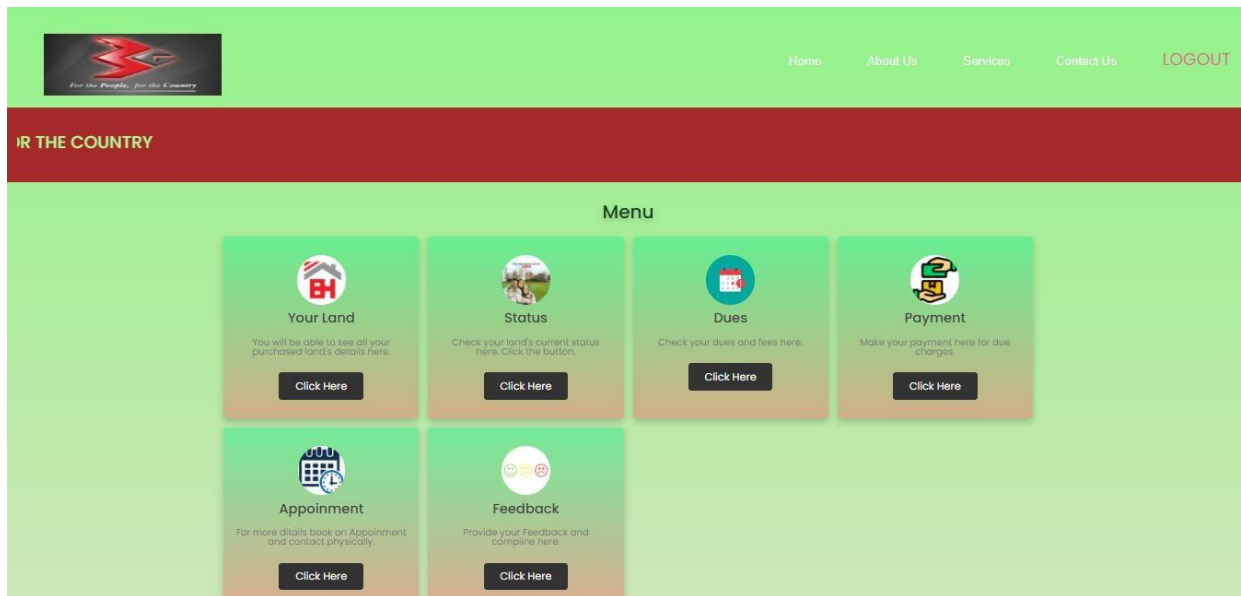 For the People, for the Country
Home About Us Services Contact Us LOGOUT
OR THE COUNTRY
Menu
Your Land
You will be able to see all your
purchased land,s details here.
Click Here
Status
Check your land's current status
here. Click the button.
Click Here
Dues
Check your dues and fees here.
Click Here
Payment
Make your payment here for due
charges.
Click Here
Appoinment
For more ditails book an Appoinment
and contact physically.
Click Here
Feedback
Provide your Feedback and
compline here.
Click Here